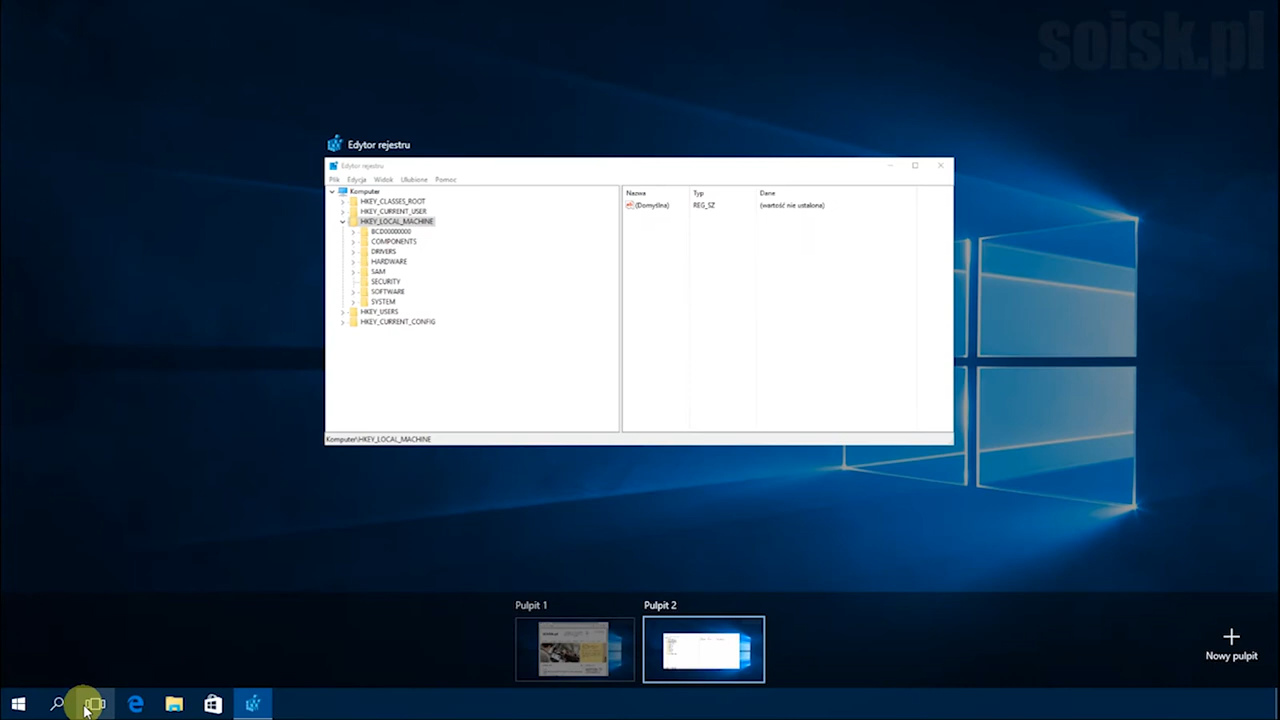 soisk.pl
Edytor rejestru
Edytor rejestru
Plik Edycja Widok Ulubione Pomoc
Komputer
HKEY_CLASSES_ROOT
HKEY_CURRENT_USER
HKEY_LOCAL_MACHINE
BCD00000000
COMPONENTS
DRIVERS
HARDWARE
SAM
SECURITY
SOFTWARE
SYSTEM
HKEY_USERS
HKEY_CURRENT_CONFIG
Nazwa Typ Dane
(Domyślna) REG_SZ (wartość nie ustalona)
Komputer\HKEY_LOCAL_MACHINE
Pulpit 1
Pulpit 2
Nowy pulpit